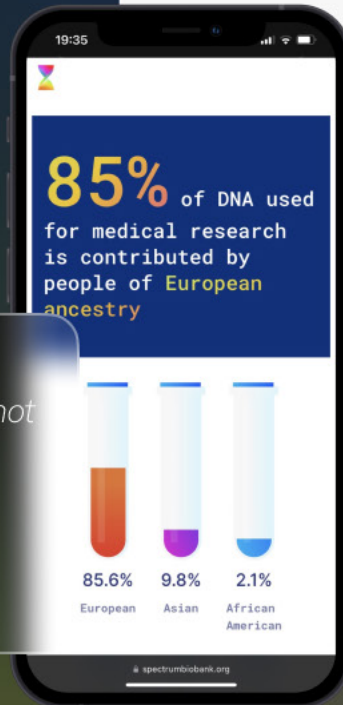 19:35
85% of DNA used
for medical research
is contributed by
people of European
ancestry
not
85.6% 9.8% 2.1%
European Asian African
American
spectrumbiobank.org